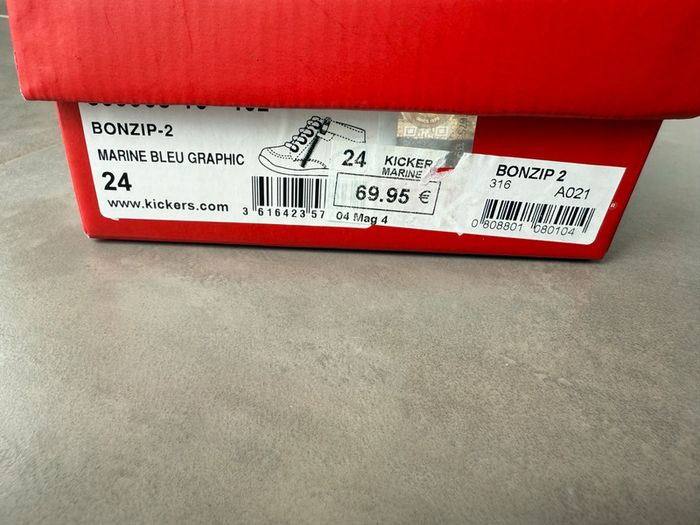 BONZIP-2
MARINE BLEU GRAPHIC
24
www.kickers.com
3 616423 57
24 KICKER
MARINE
69.95 €
04 Mag 4
BONZIP 2
316 A021
0 808801 080104